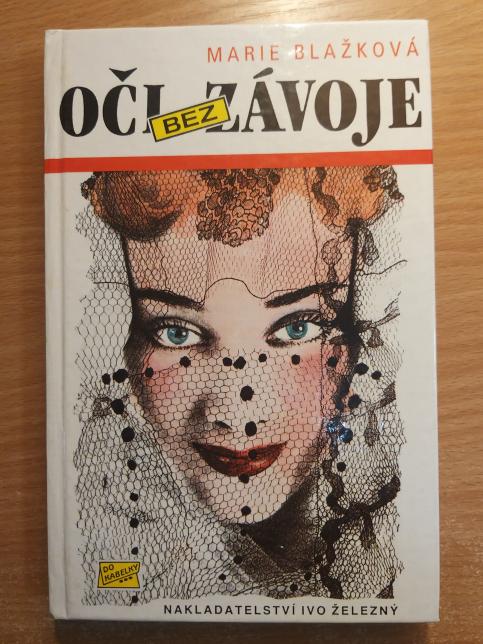 MARIE BLAŽKOVÁ
OČI BEZ ZÁVOJE
DO
KABELKY
NAKLADATELSTVÍ IVO ŽELEZNÝ